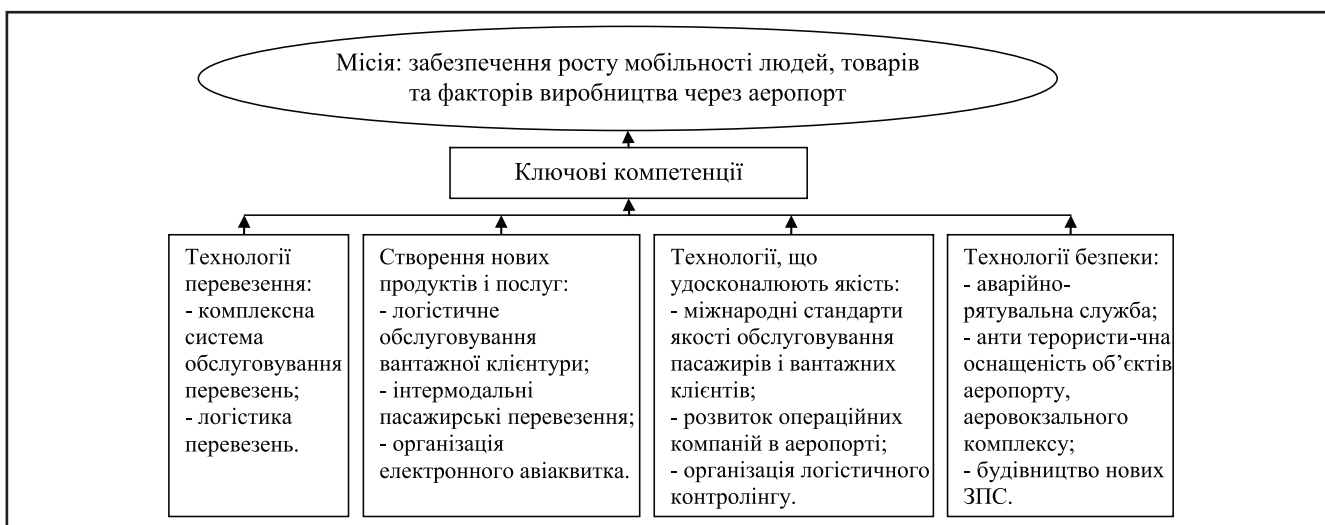 Місія: забезпечення росту мобільності людей, товарів
та факторів виробництва через аеропорт
Ключові компетенції
Технології
перевезення:
- комплексна
система
обслуговування
перевезень;
- логістика
перевезень.
Створення нових
продуктів і послуг:
- логістичне
обслуговування
вантажної клієнтури;
- інтермодальні
пасажирські перевезення;
- організація
електронного авіаквитка.
Технології, що
удосконалюють якість:
- міжнародні стандарти
якості обслуговування
пасажирів і вантажних
клієнтів;
- розвиток операційних
компаній в аеропорті;
- організація логістичного
контролінгу.
Технології безпеки:
- аварійно-
рятувальна служба;
- анти терористи-чна
оснащеність об’єктів
аеропорту,
аеровокзального
комплексу;
- будівництво нових
ЗПС.